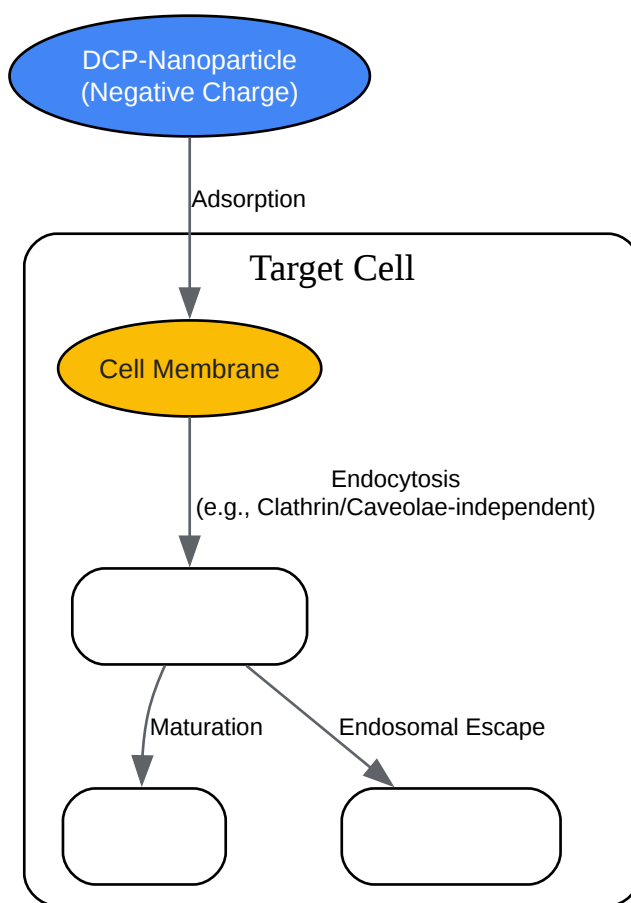 DCP-Nanoparticle
(Negative Charge)
Adsorption
Target Cell
Cell Membrane
Endocytosis
(e.g., Clathrin/Caveolae-independent)
Maturation
Endosomal Escape